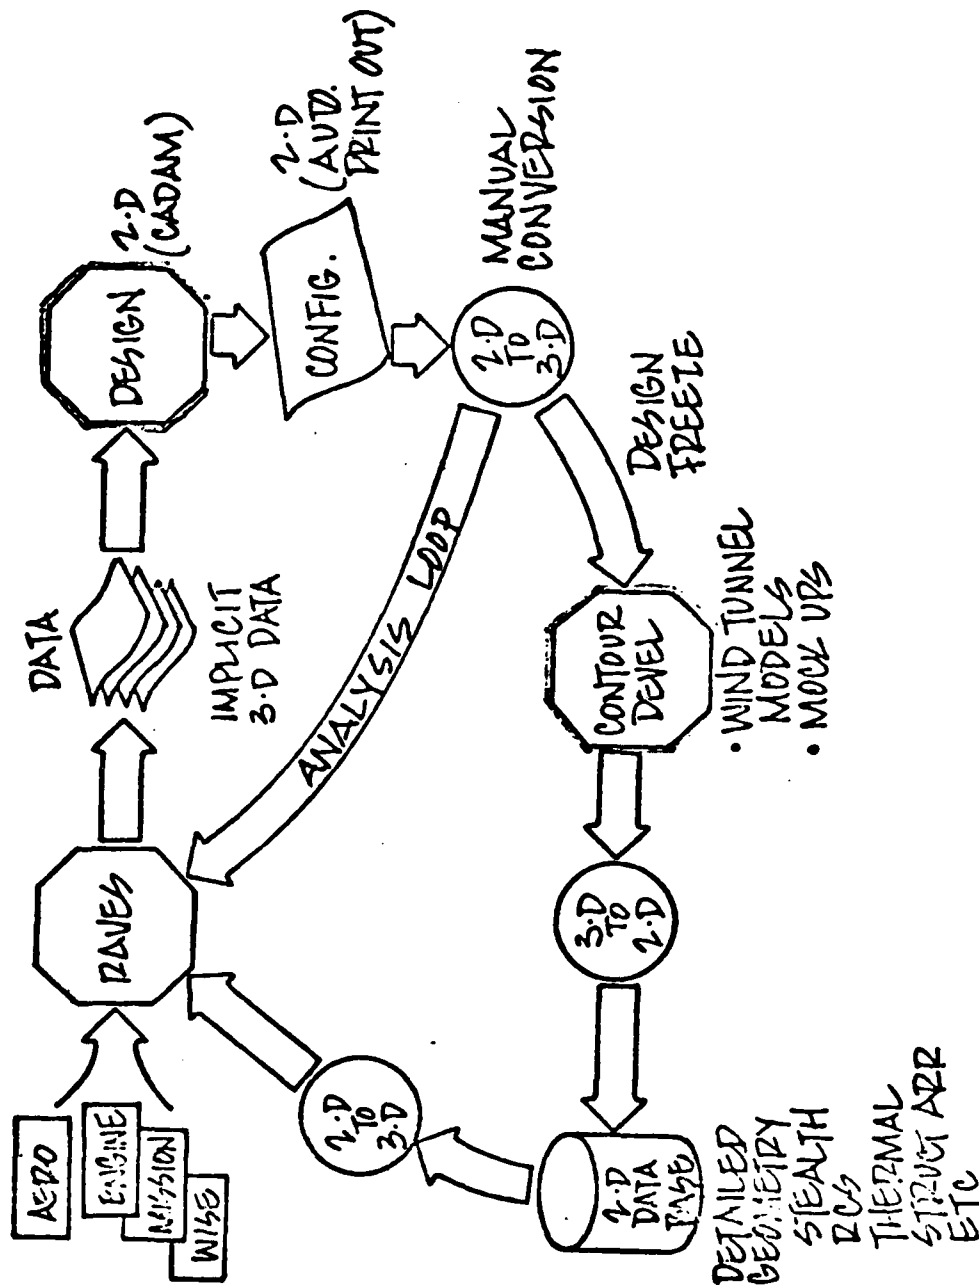 AERO
ENGINE
MISSION
WISE
RAVES
DATA
IMPLICIT
3-D DATA
DESIGN
2-D
(CADAM)
CONFIG.
2-D
(AUTO.
PRINT OUT)
2-D
TO
3-D
MANUAL
CONVERSION
ANALYSIS LOOP
DESIGN
FREEZE
CONTOUR
DEVEL
• WIND TUNNEL
MODELS
• MOCK UPS
3-D
TO
2-D
2-D
DATA
BASE
DETAILED
GEOMETRY
STEALTH
RCS
THERMAL
STRUCT ARR
ETC
2-D
TO
3-D